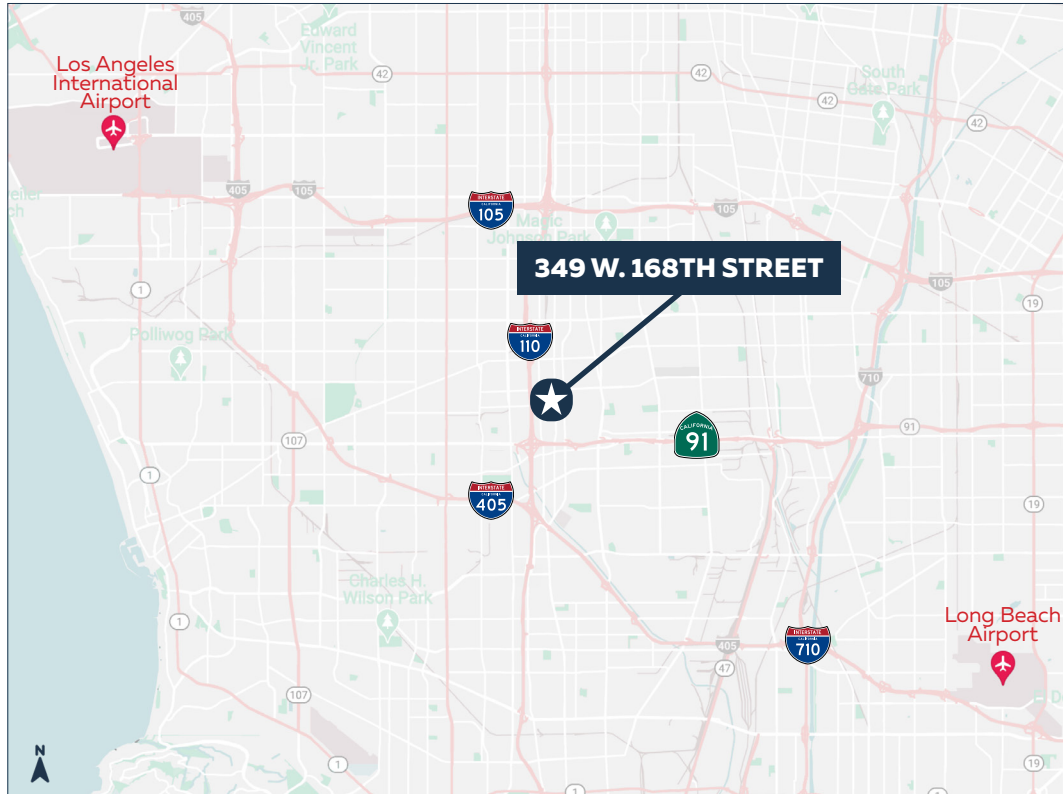 405
Edward
Vincent
Jr. Park
42
42
Los Angeles
International
Airport
South
Gate Park
42
42
405
105
INTERSTATE
CALIFORNIA
105
105
Magic
Johnson Park
349 W. 168TH STREET
105
1
19
INTERSTATE
CALIFORNIA
110
Polliwog Park
710
CALIFORNIA
91
91
107
1
INTERSTATE
CALIFORNIA
405
19
Charles H.
Wilson Park
1
Long Beach
Airport
INTERSTATE
CALIFORNIA
710
405
47
107
N
1
1
19